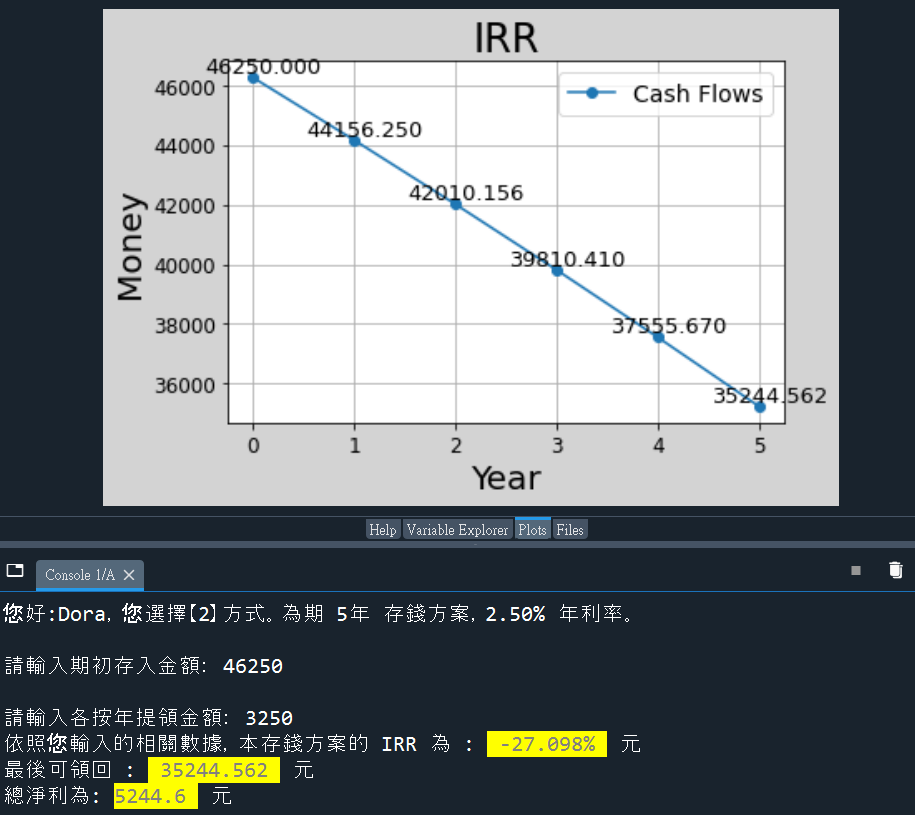 IRR
46250.000
44156.250
42010.156
39810.410
37555.670
35244.562
Cash Flows
Money
46000
44000
42000
40000
38000
36000
0 1 2 3 4 5
Year
Help Variable Explorer Plots Files
Console 1/A
您好:Dora, 您選擇【2】方式。為期 5年 存錢方案, 2.50% 年利率。
請輸入期初存入金額: 46250
請輸入各按年提領金額: 3250
依照您輸入的相關數據, 本存錢方案的 IRR 為 : -27.098% 元
最後可領回 : 35244.562 元
總淨利為: 5244.6 元